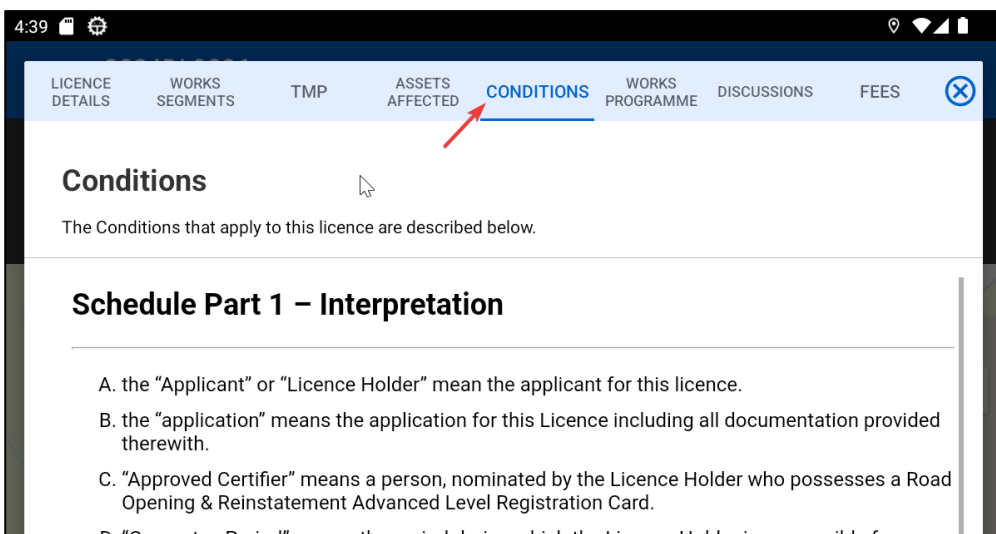 4:39
LICENCE DETAILS
WORKS SEGMENTS
TMP
ASSETS AFFECTED
CONDITIONS
WORKS PROGRAMME
DISCUSSIONS
FEES
Conditions
The Conditions that apply to this licence are described below.
Schedule Part 1 – Interpretation
A. the “Applicant” or “Licence Holder” mean the applicant for this licence.
B. the “application” means the application for this Licence including all documentation provided
therewith.
C. “Approved Certifier” means a person, nominated by the Licence Holder who possesses a Road
Opening & Reinstatement Advanced Level Registration Card.